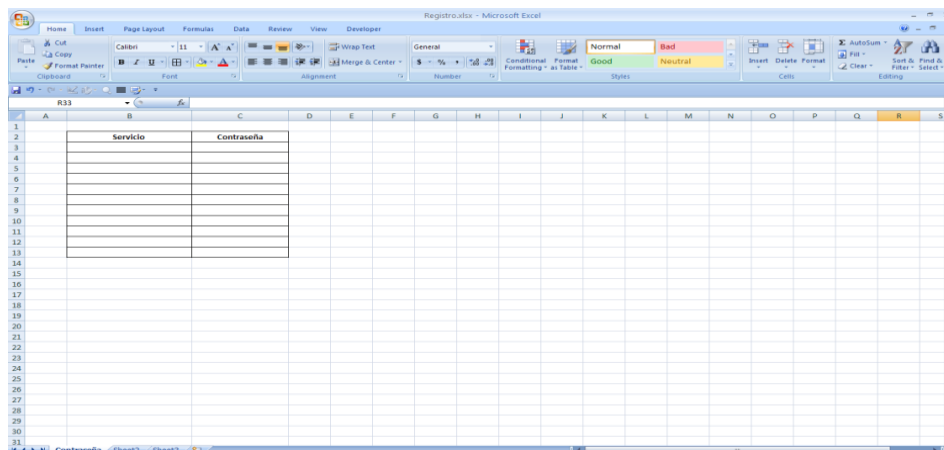 Registro.xlsx - Microsoft Excel
Home Insert Page Layout Formulas Data Review View Developer
Cut
Copy
Format Painter
Paste
Clipboard
Calibri 11 A A
B I U A
Font
Wrap Text
Merge & Center
Alignment
General
$ % ,
Number
Conditional Formatting
Format as Table
Normal Bad
Good Neutral
Styles
Insert Delete Format
Cells
Σ AutoSum
Fill
Clear
Sort & Filter
Find & Select
Editing
R33 fx
A B C D E F G H I J K L M N O P Q R S
1
2 Servicio Contraseña
3
4
5
6
7
8
9
10
11
12
13
14
15
16
17
18
19
20
21
22
23
24
25
26
27
28
29
30
31
Contraseña Sheet2 Sheet3